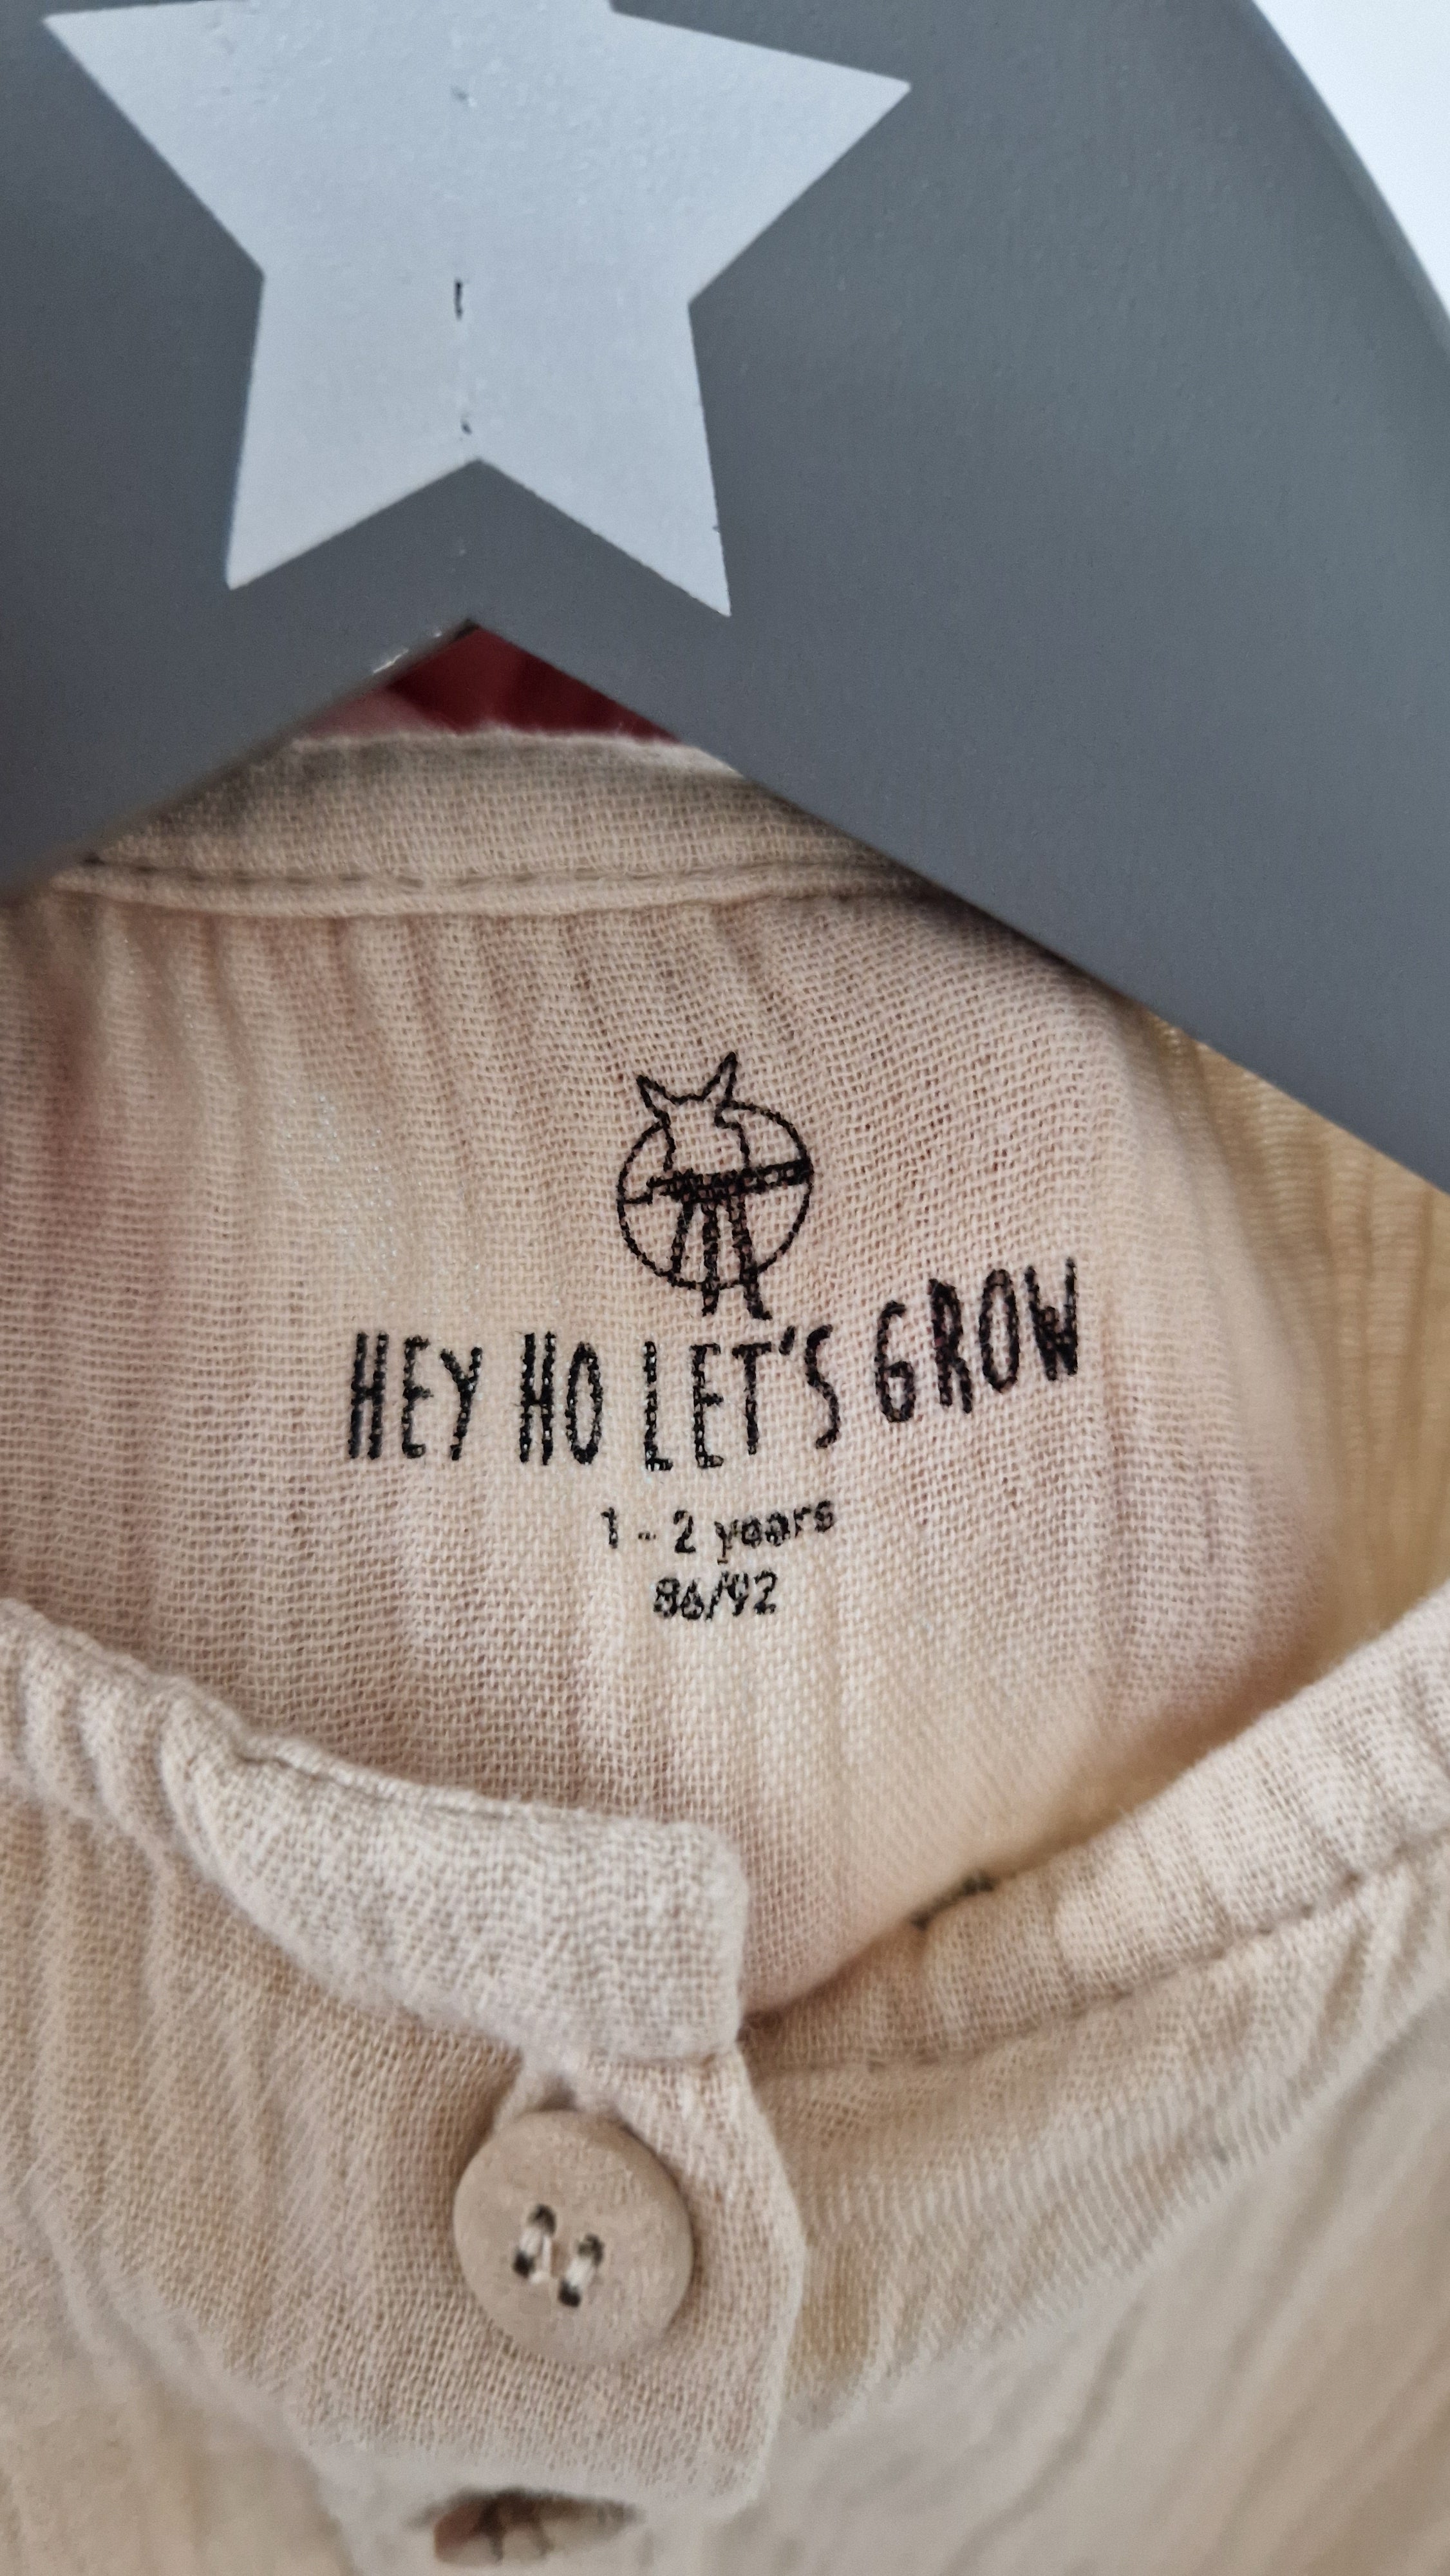 HEY HO LET'S GROW
1 - 2 years
86/92